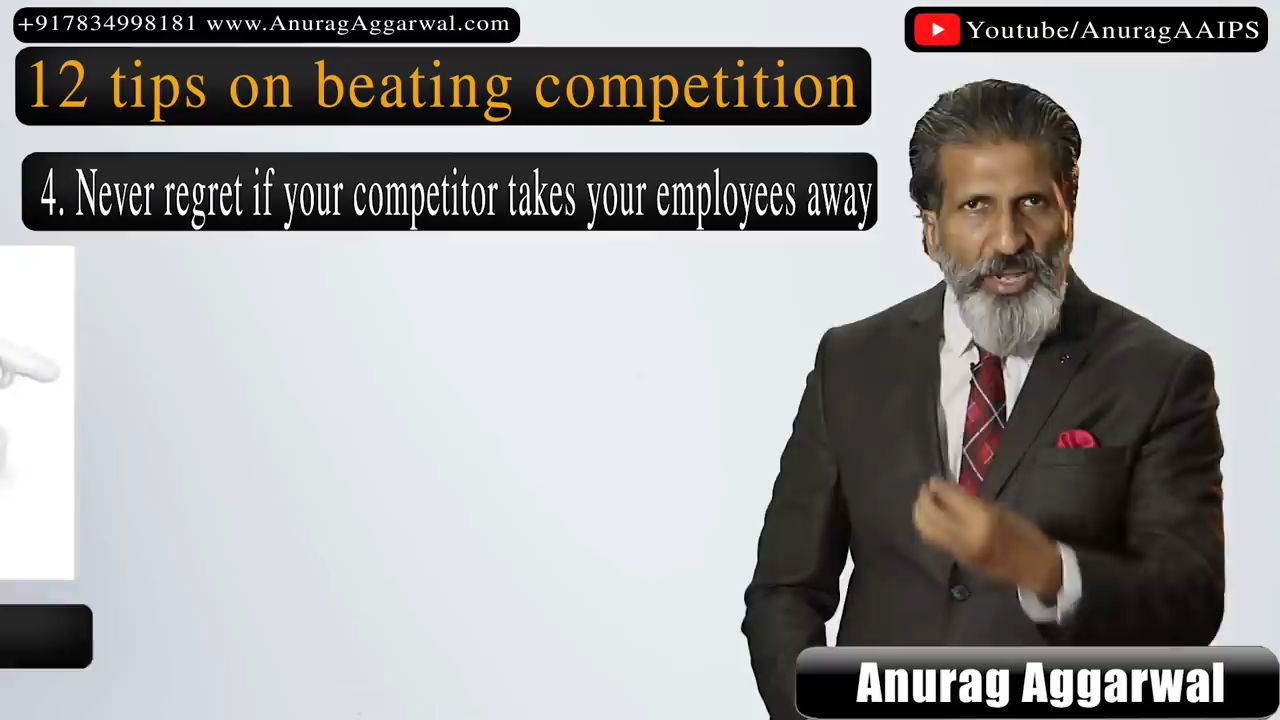 +917834998181 www.AnuragAggarwal.com
Youtube/AnuragAAIPS
12 tips on beating competition
4. Never regret if your competitor takes your employees away
Anurag Aggarwal